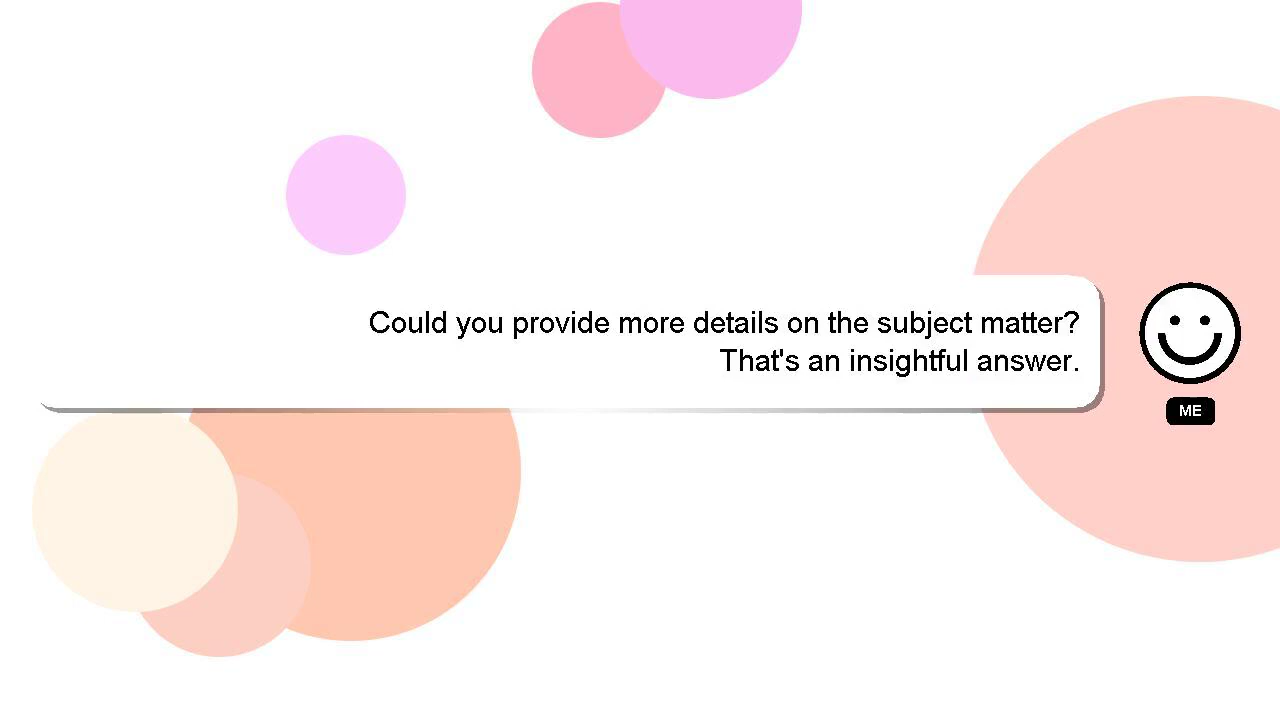 Could you provide more details on the subject matter?
That's an insightful answer.
ME